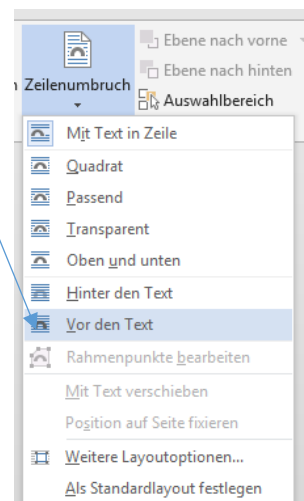 Ebene nach vorne
Ebene nach hinten
Zeilenumbruch
Auswahlbereich
Mit Text in Zeile
Quadrat
Passend
Transparent
Oben und unten
Hinter den Text
Vor den Text
Rahmenpunkte bearbeiten
Mit Text verschieben
Position auf Seite fixieren
Weitere Layoutoptionen...
Als Standardlayout festlegen